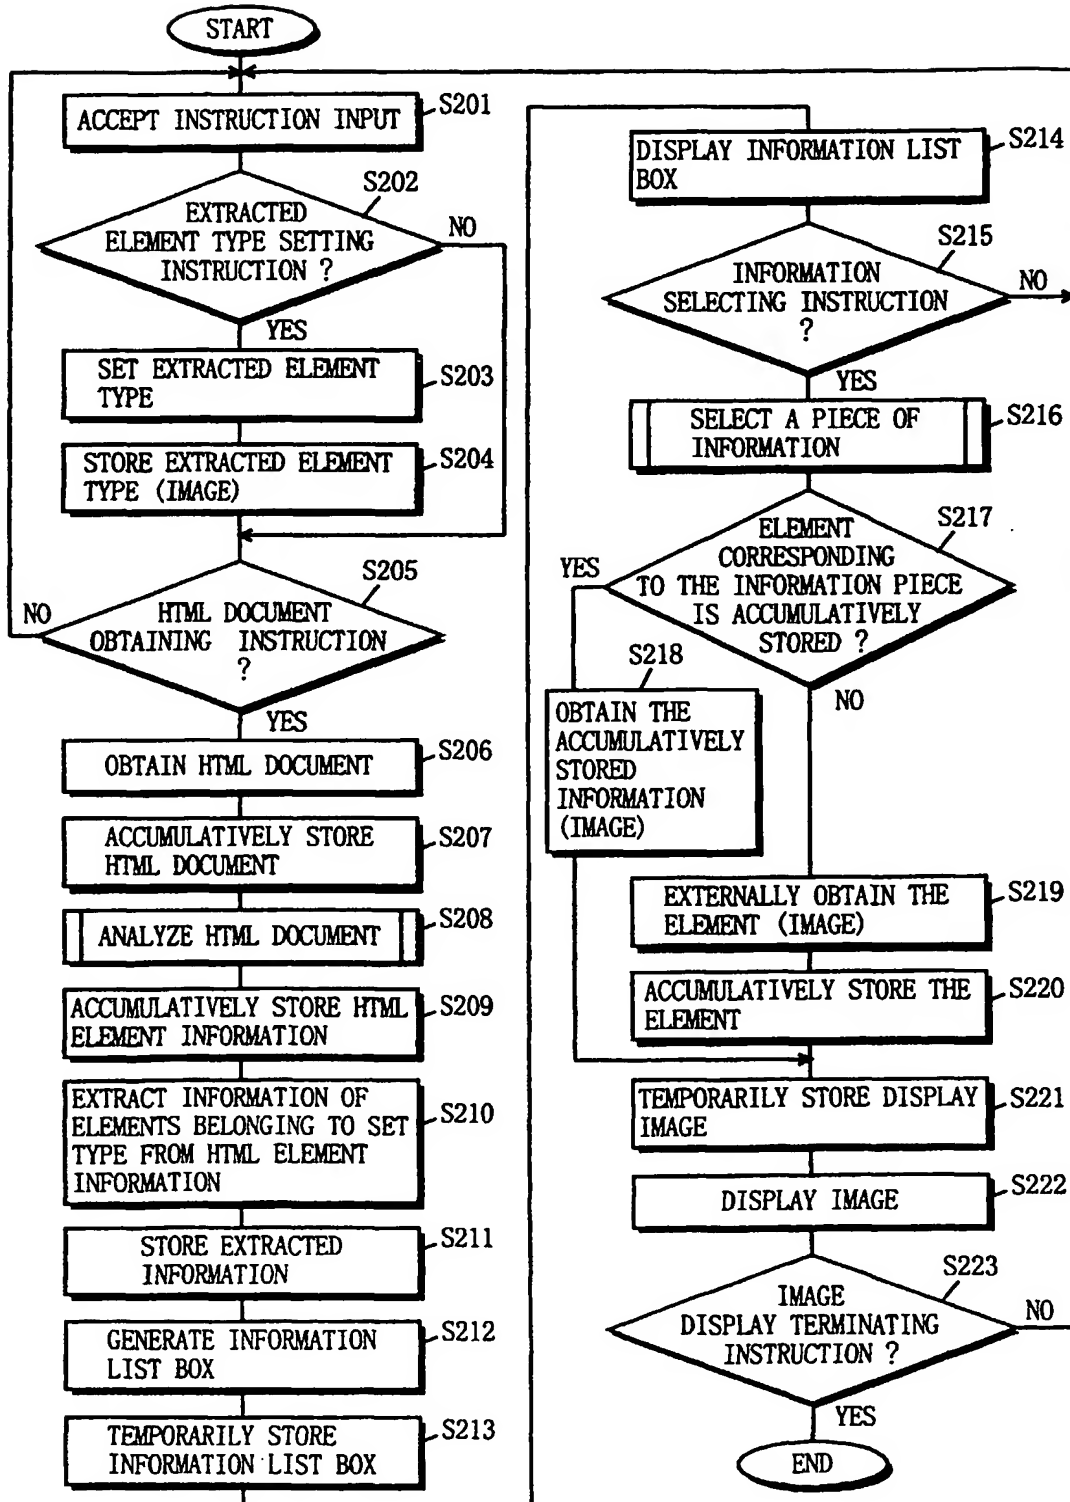 START
ACCEPT INSTRUCTION INPUT
S201
S202
EXTRACTED
ELEMENT TYPE SETTING
INSTRUCTION ?
NO
YES
SET EXTRACTED ELEMENT
TYPE
S203
STORE EXTRACTED ELEMENT
TYPE (IMAGE)
S204
S205
NO
HTML DOCUMENT
OBTAINING INSTRUCTION
?
YES
OBTAIN HTML DOCUMENT
S206
ACCUMULATIVELY STORE
HTML DOCUMENT
S207
ANALYZE HTML DOCUMENT
S208
ACCUMULATIVELY STORE HTML
ELEMENT INFORMATION
S209
EXTRACT INFORMATION OF
ELEMENTS BELONGING TO SET
TYPE FROM HTML ELEMENT
INFORMATION
S210
STORE EXTRACTED
INFORMATION
S211
GENERATE INFORMATION
LIST BOX
S212
TEMPORARILY STORE
INFORMATION LIST BOX
S213
DISPLAY INFORMATION LIST
BOX
S214
S215
INFORMATION
SELECTING INSTRUCTION
?
NO
YES
SELECT A PIECE OF
INFORMATION
S216
S217
ELEMENT
CORRESPONDING
TO THE INFORMATION PIECE
IS ACCUMULATIVELY
STORED ?
YES
NO
S218
OBTAIN THE
ACCUMULATIVELY
STORED
INFORMATION
(IMAGE)
EXTERNALLY OBTAIN THE
ELEMENT (IMAGE)
S219
ACCUMULATIVELY STORE THE
ELEMENT
S220
TEMPORARILY STORE DISPLAY
IMAGE
S221
DISPLAY IMAGE
S222
S223
IMAGE
DISPLAY TERMINATING
INSTRUCTION ?
NO
YES
END